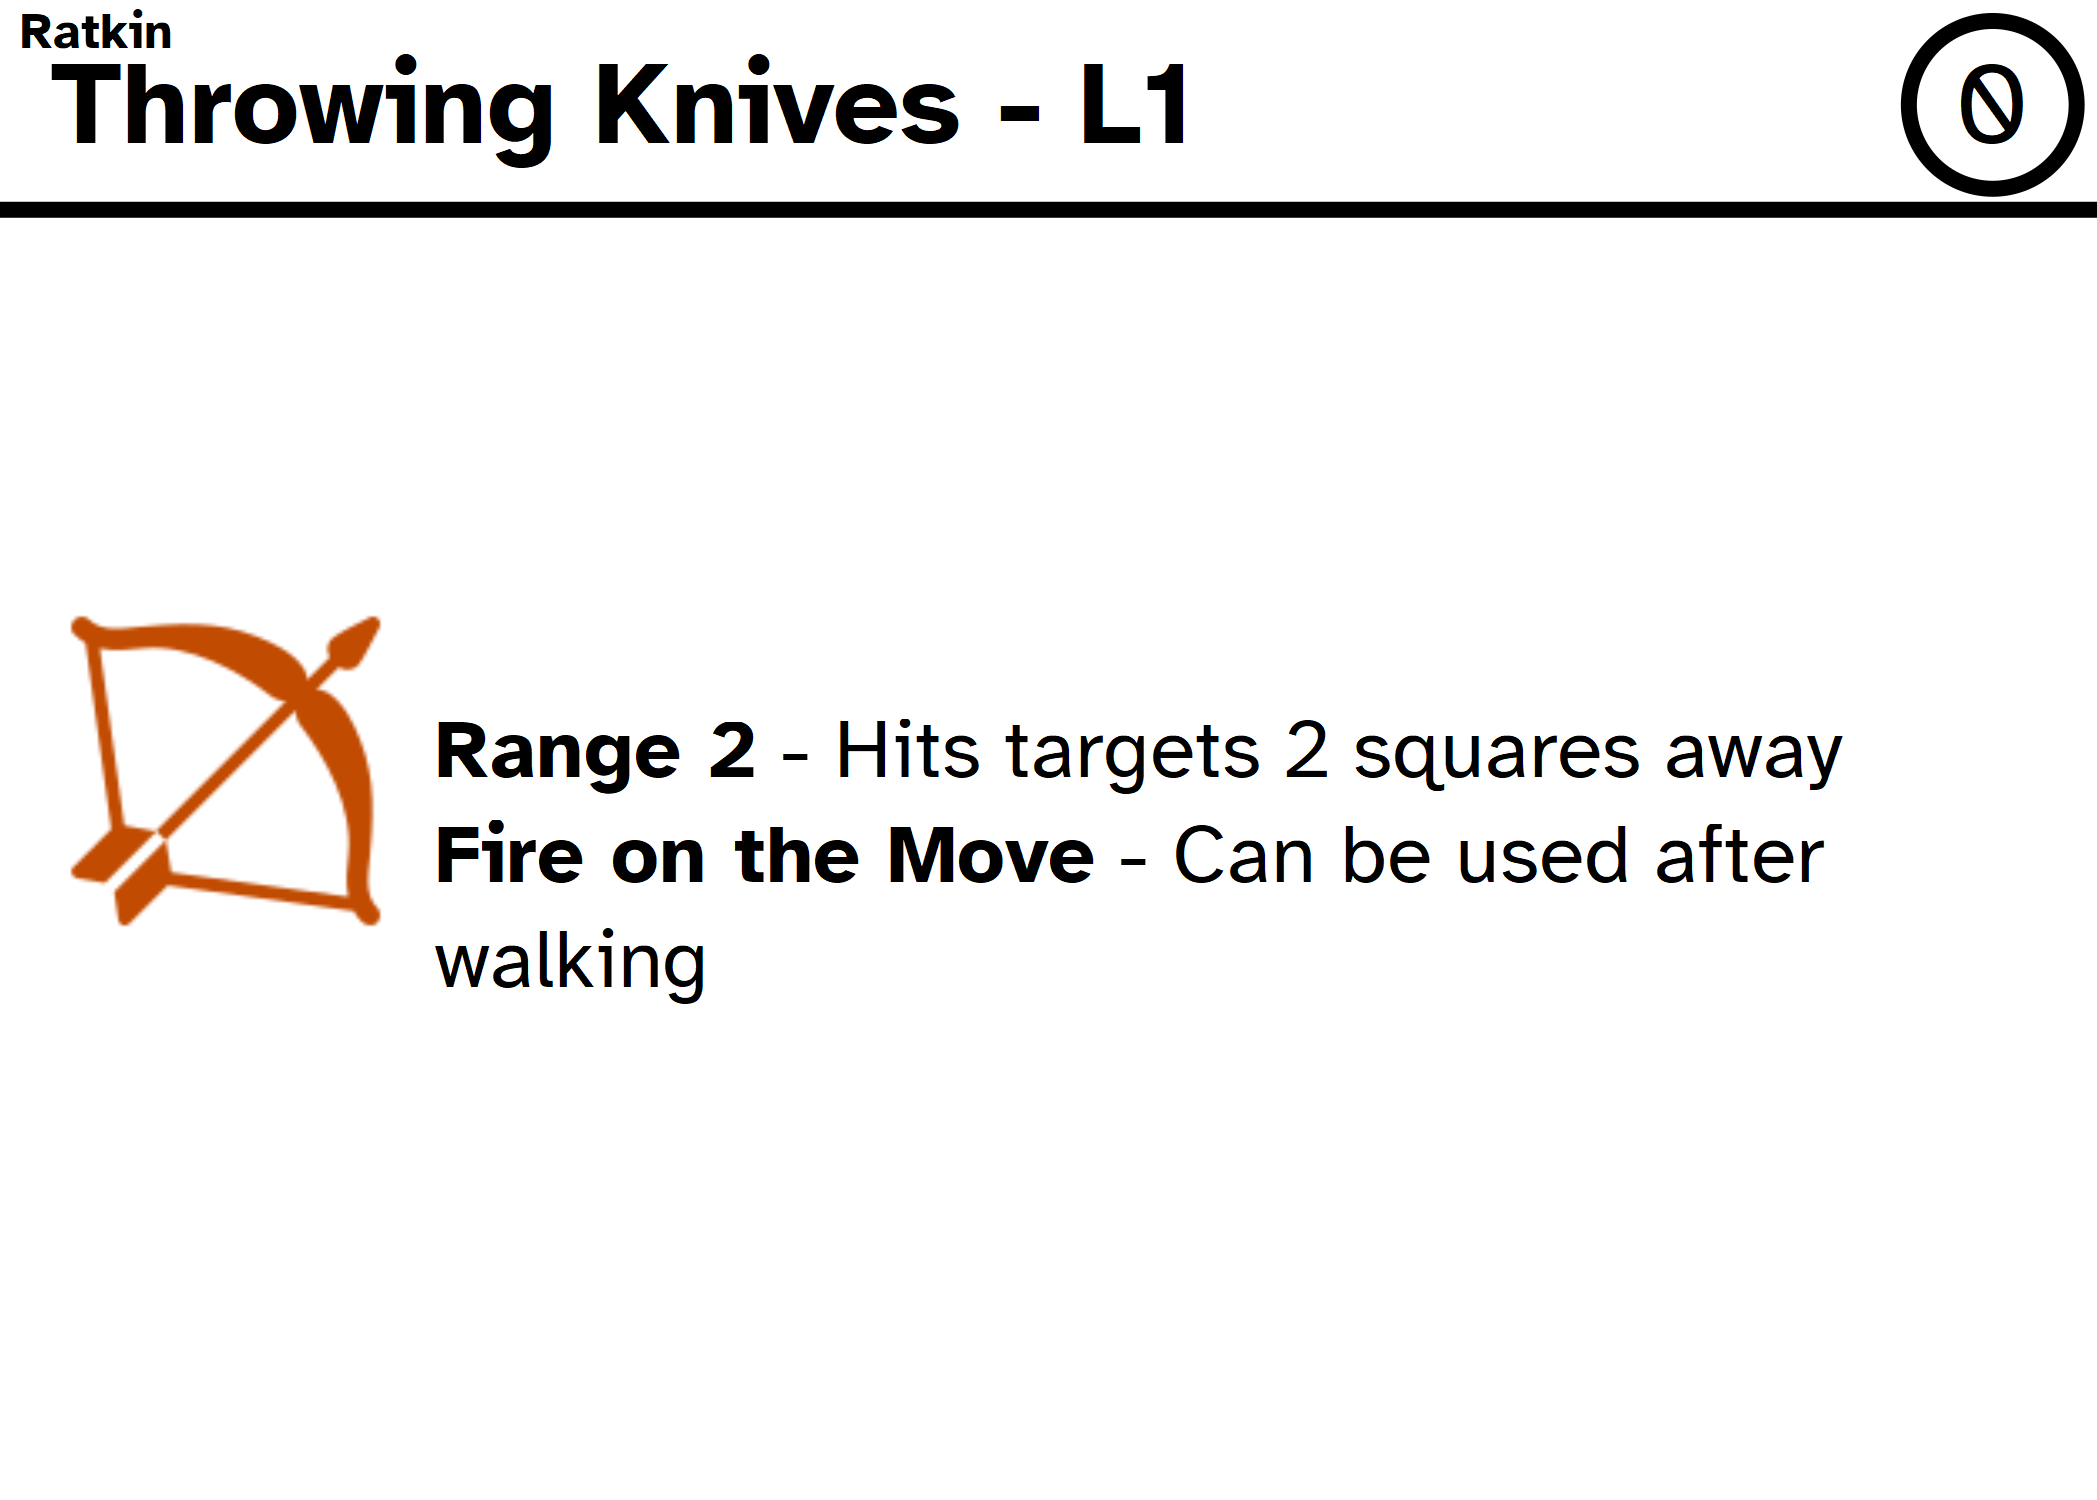 Ratkin
Throwing Knives - L1
0
Range 2 - Hits targets 2 squares away
Fire on the Move - Can be used after
walking